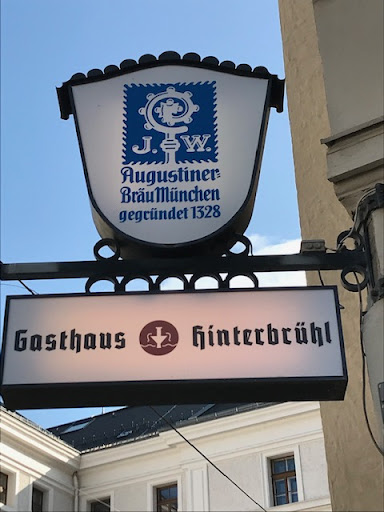 J. W.
Augustiner-
Bräu München
gegründet 1328
Gasthaus Hinterbrühl